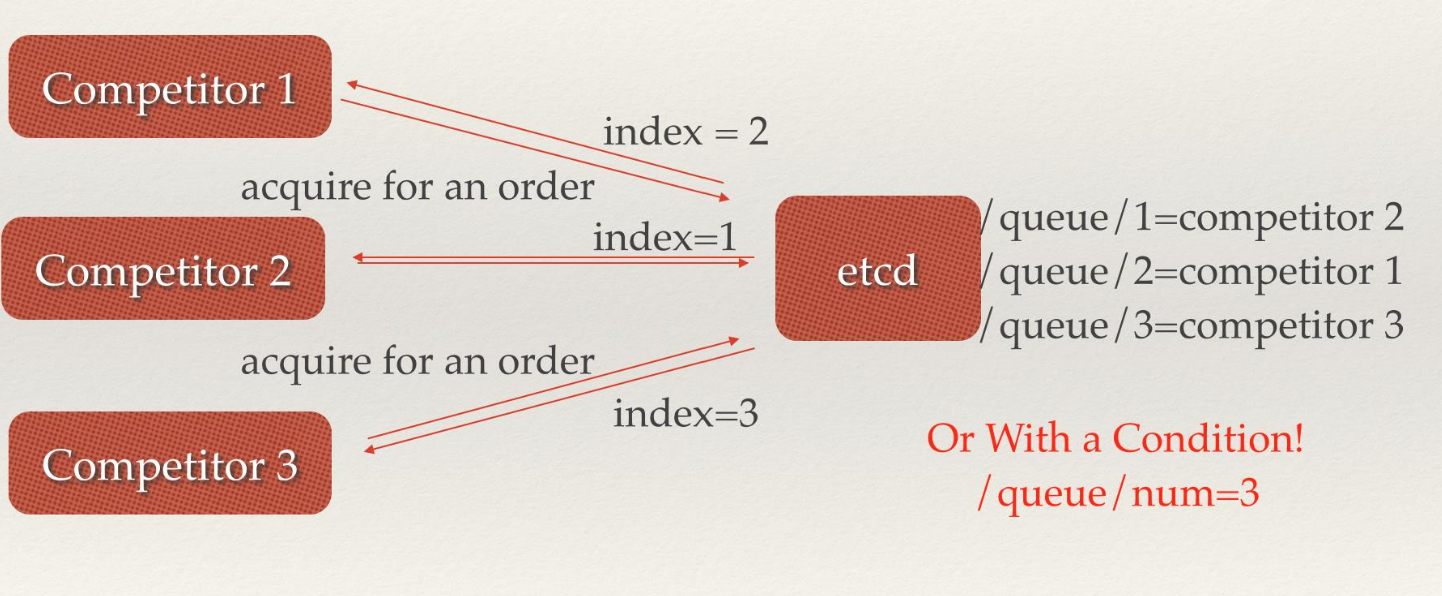 Competitor 1
index = 2
acquire for an order
index=1
Competitor 2
etcd
/queue/1=competitor 2
/queue/2=competitor 1
/queue/3=competitor 3
acquire for an order
index=3
Competitor 3
Or With a Condition!
/queue/num=3